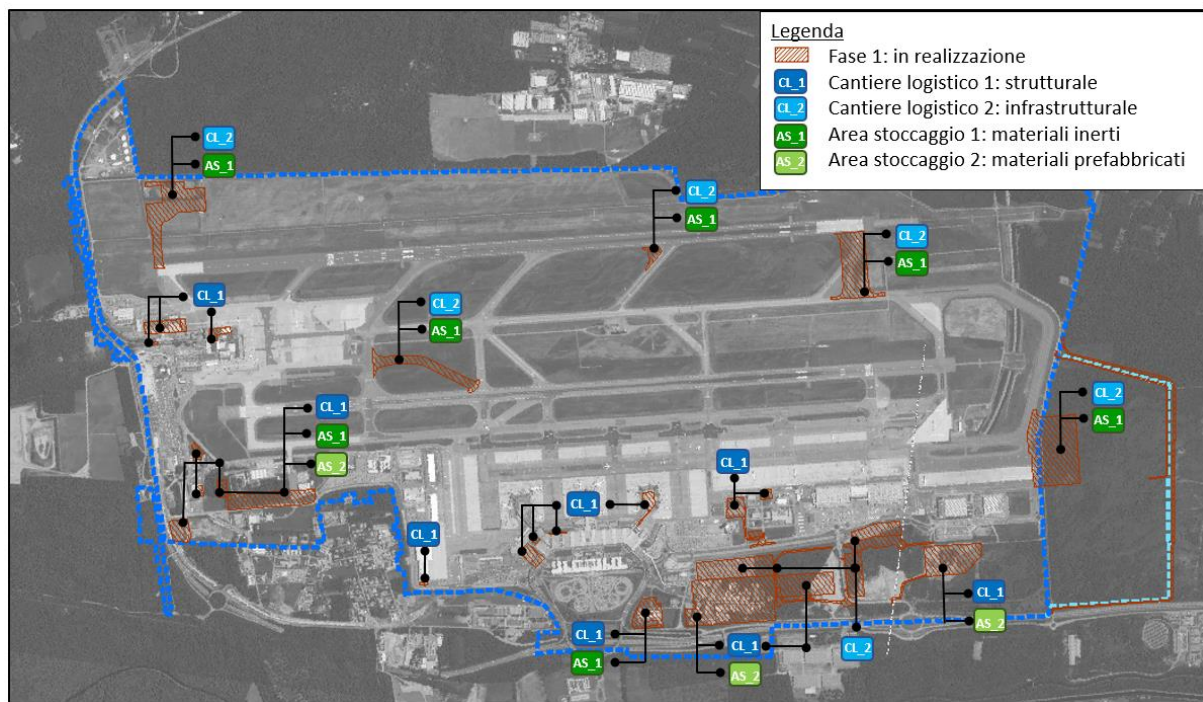 Legenda
Fase 1: in realizzazione
CL_1 Cantiere logistico 1: strutturale
CL_2 Cantiere logistico 2: infrastrutturale
AS_1 Area stoccaggio 1: materiali inerti
AS_2 Area stoccaggio 2: materiali prefabbricati
CL_2
AS_1
CL_2
AS_1
CL_2
AS_1
CL_1
CL_2
AS_1
CL_2
AS_1
CL_1
AS_1
AS_2
CL_1
CL_1
CL_1
CL_1
AS_2
CL_1
AS_1
CL_1
AS_2
CL_2